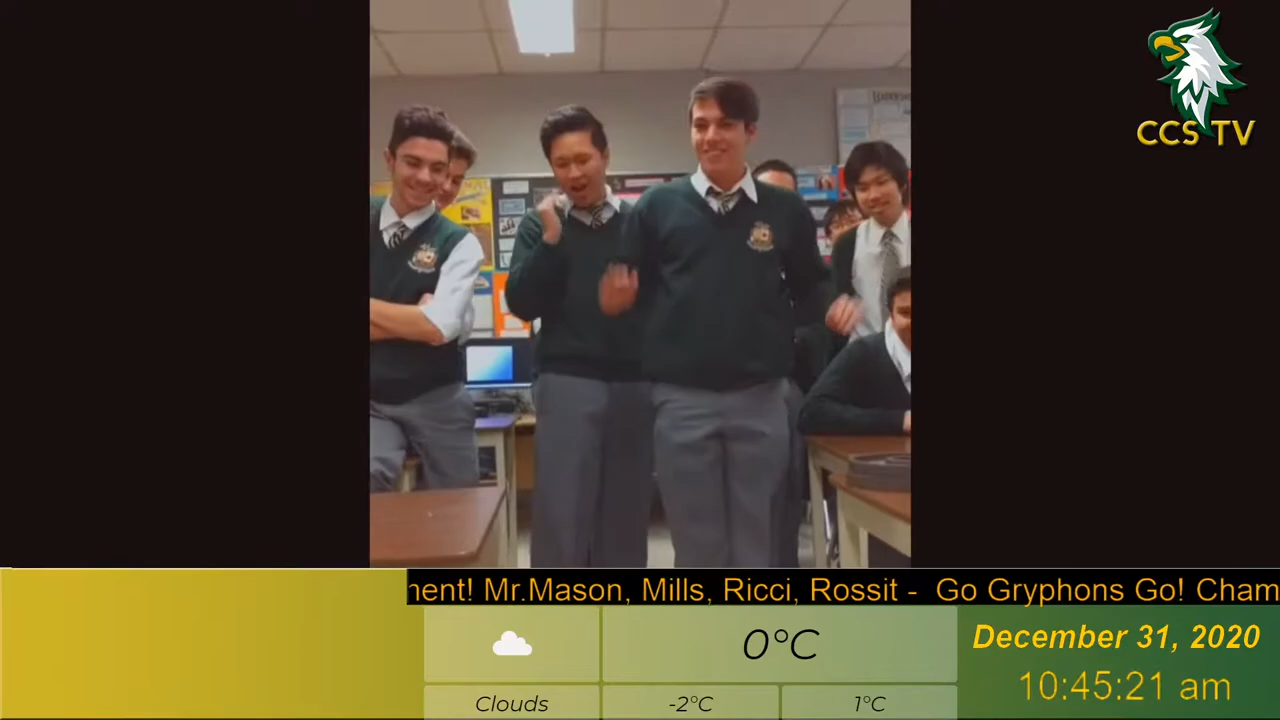 CCS TV
nent! Mr.Mason, Mills, Ricci, Rossit - Go Gryphons Go! Cham
0°C
December 31, 2020
10:45:21 am
Clouds
-2°C
1°C